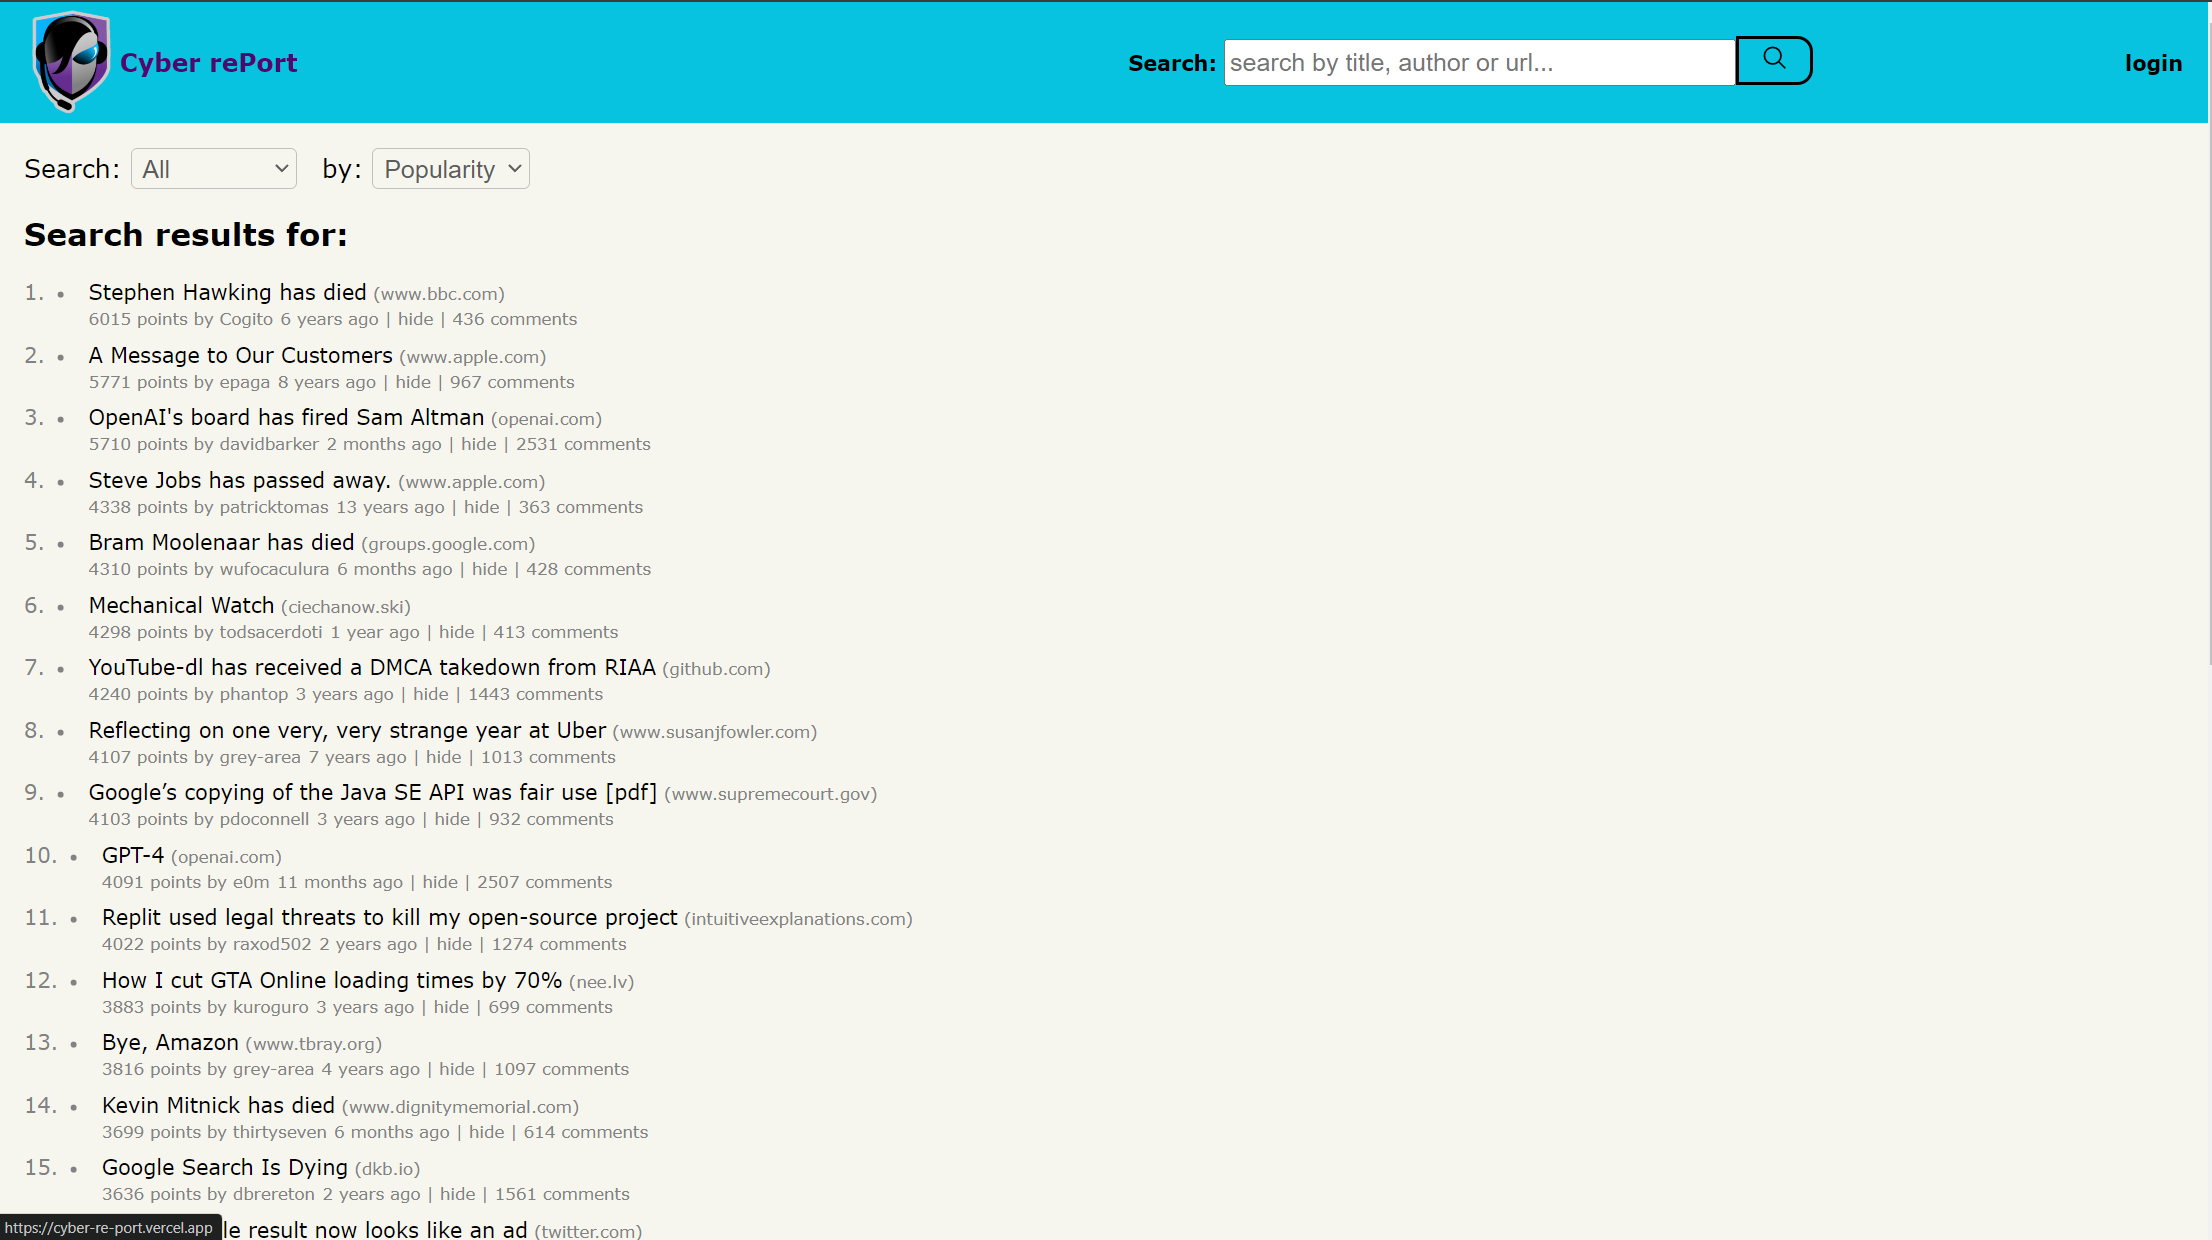 Cyber rePort
Search: search by title, author or url...
login
Search: All by: Popularity
Search results for:
1. • Stephen Hawking has died (www.bbc.com)
6015 points by Cogito 6 years ago | hide | 436 comments
2. • A Message to Our Customers (www.apple.com)
5771 points by epaga 8 years ago | hide | 967 comments
3. • OpenAI's board has fired Sam Altman (openai.com)
5710 points by davidbarker 2 months ago | hide | 2531 comments
4. • Steve Jobs has passed away. (www.apple.com)
4338 points by patricktomas 13 years ago | hide | 363 comments
5. • Bram Moolenaar has died (groups.google.com)
4310 points by wufocaculura 6 months ago | hide | 428 comments
6. • Mechanical Watch (ciechanow.ski)
4298 points by todsacerdoti 1 year ago | hide | 413 comments
7. • YouTube-dl has received a DMCA takedown from RIAA (github.com)
4240 points by phantop 3 years ago | hide | 1443 comments
8. • Reflecting on one very, very strange year at Uber (www.susanjfowler.com)
4107 points by grey-area 7 years ago | hide | 1013 comments
9. • Google’s copying of the Java SE API was fair use [pdf] (www.supremecourt.gov)
4103 points by pdoconnell 3 years ago | hide | 932 comments
10. • GPT-4 (openai.com)
4091 points by e0m 11 months ago | hide | 2507 comments
11. • Replit used legal threats to kill my open-source project (intuitiveexplanations.com)
4022 points by raxod502 2 years ago | hide | 1274 comments
12. • How I cut GTA Online loading times by 70% (nee.lv)
3883 points by kuroguro 3 years ago | hide | 699 comments
13. • Bye, Amazon (www.tbray.org)
3816 points by grey-area 4 years ago | hide | 1097 comments
14. • Kevin Mitnick has died (www.dignitymemorial.com)
3699 points by thirtyseven 6 months ago | hide | 614 comments
15. • Google Search Is Dying (dkb.io)
3636 points by dbrereton 2 years ago | hide | 1561 comments
https://cyber-re-port.vercel.app
le result now looks like an ad (twitter.com)